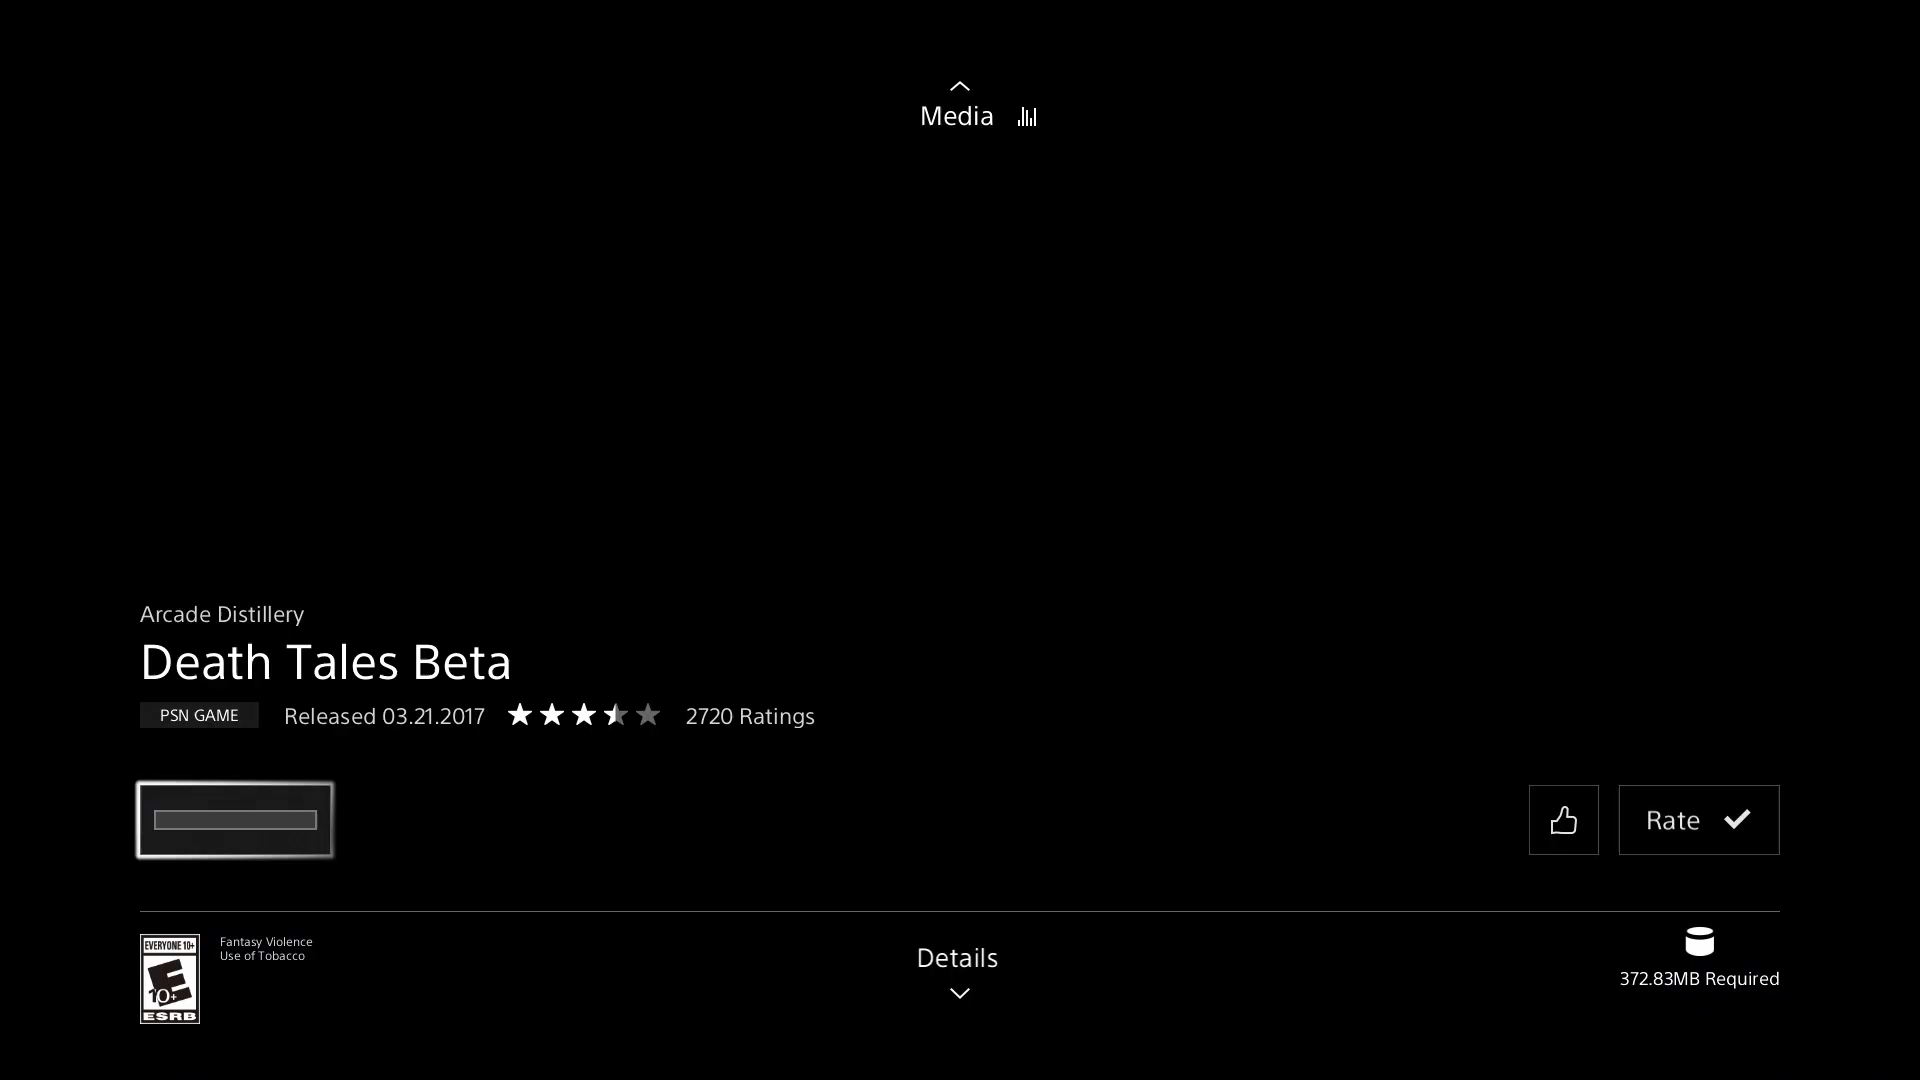 Media
Arcade Distillery
Death Tales Beta
PSN GAME Released 03.21.2017 2720 Ratings
Rate
EVERYONE 10+
E
10+
ESRB
Fantasy Violence
Use of Tobacco
Details
372.83MB Required